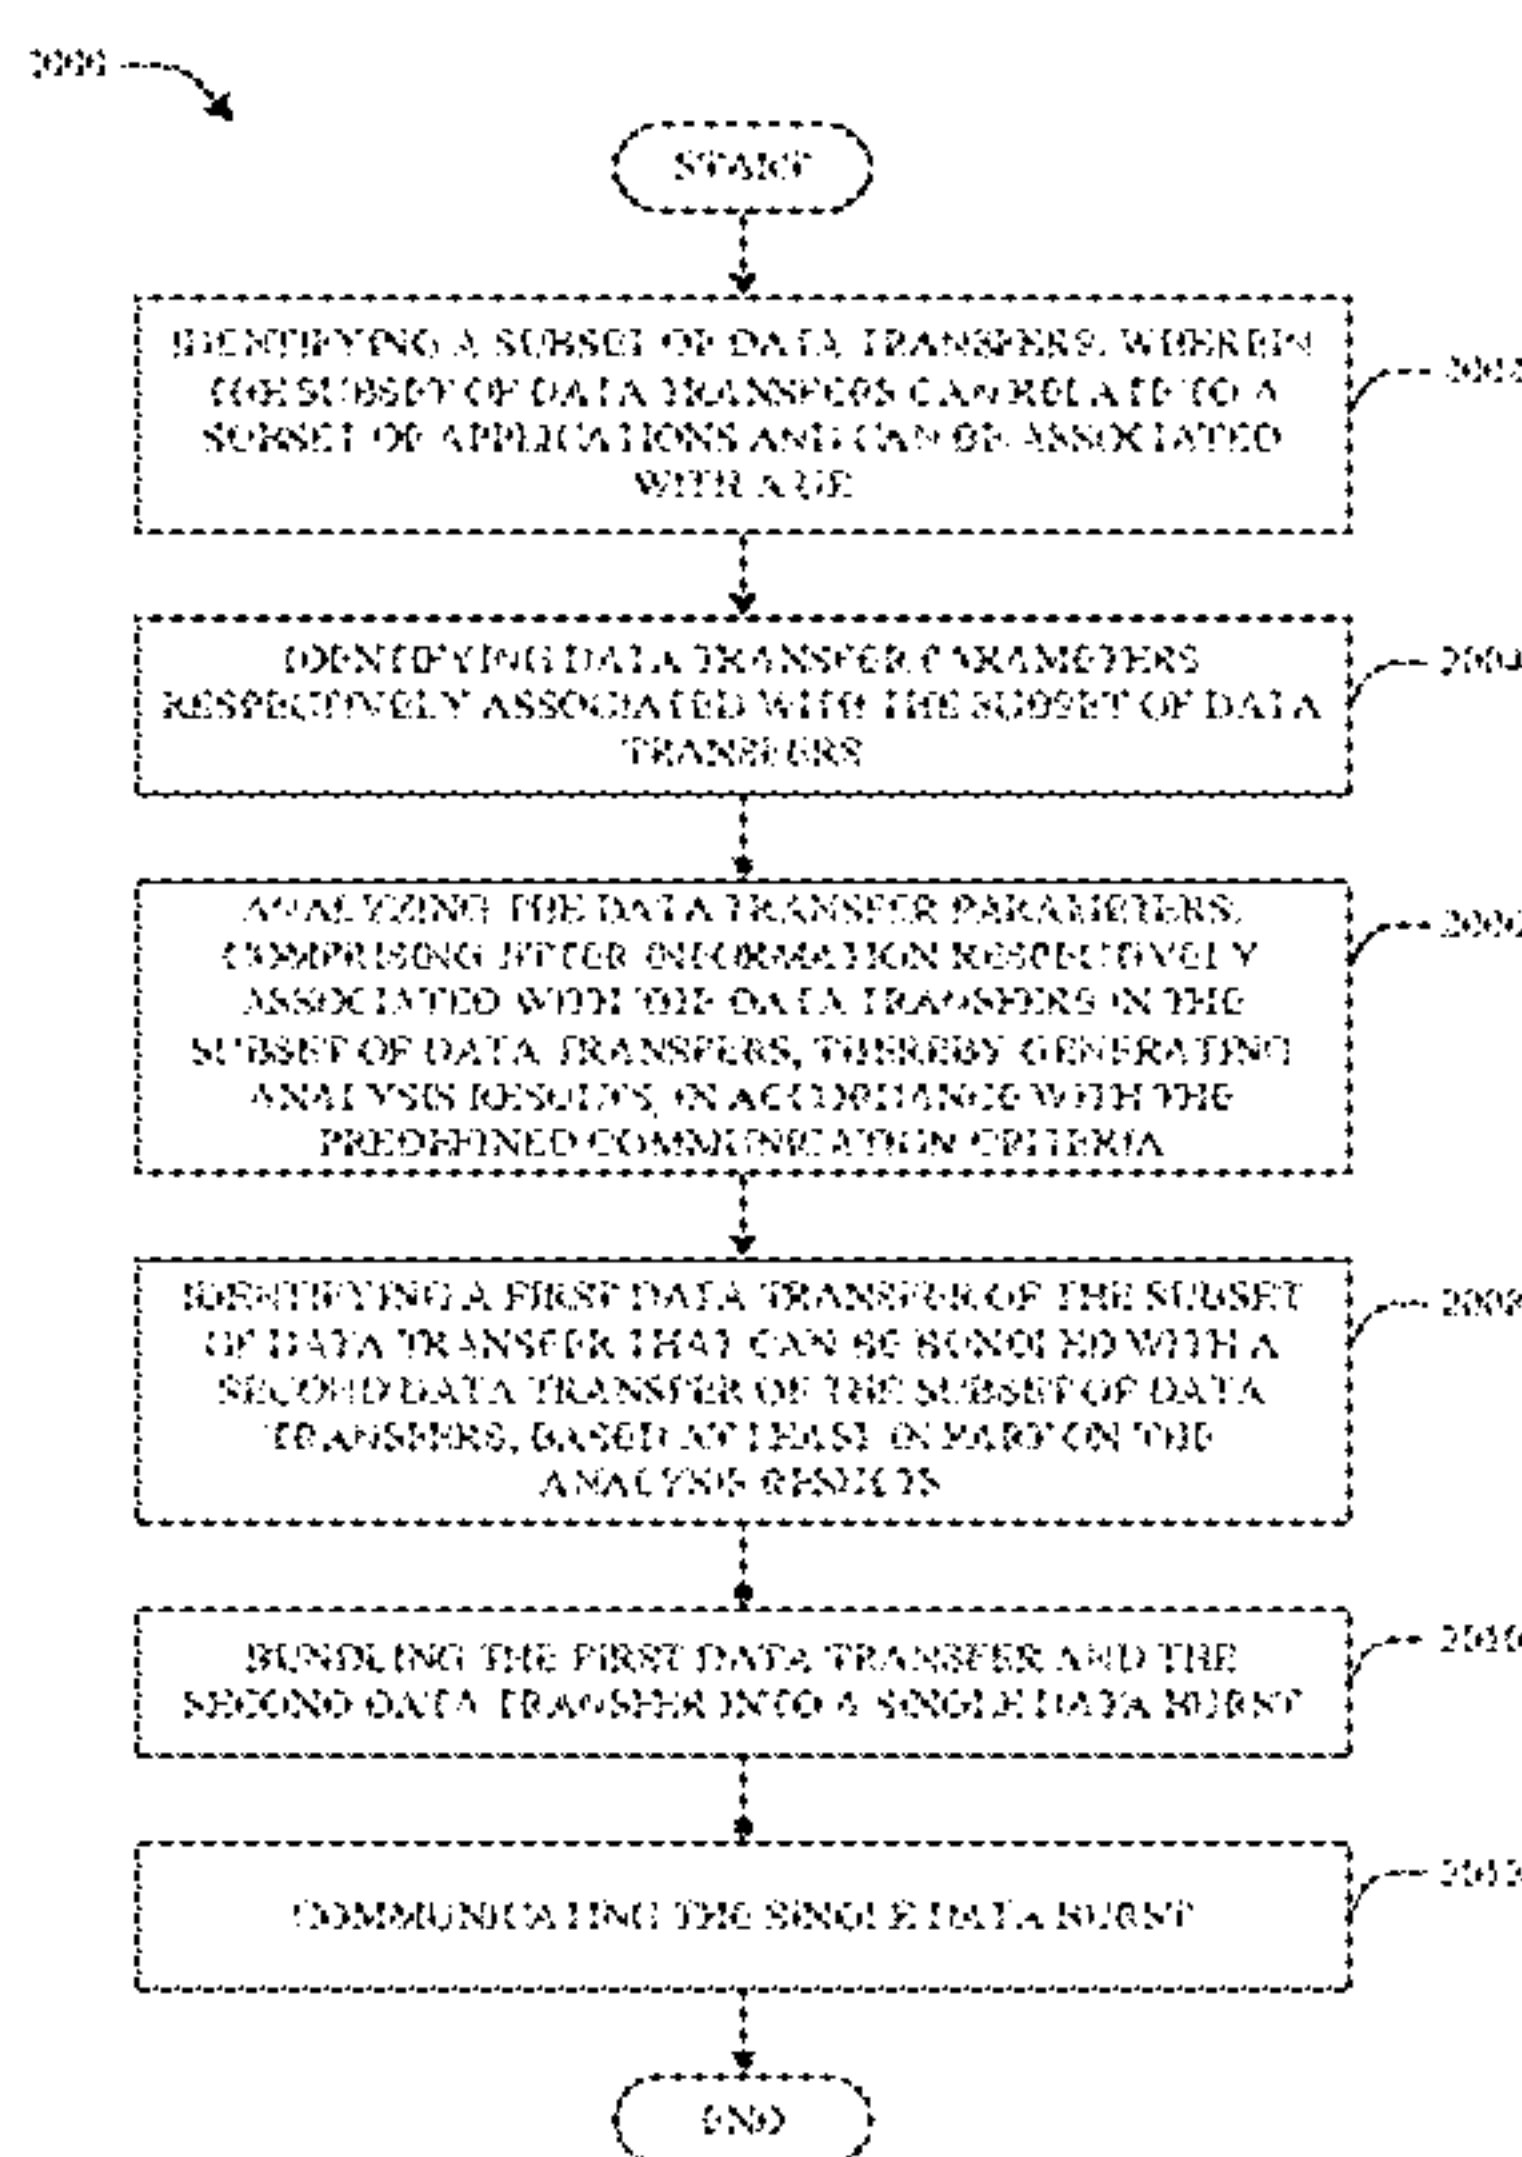 2000
START
IDENTIFYING A SUBSET OF DATA TRANSFERS, WHEREIN
THE SUBSET OF DATA TRANSFERS CAN RELATE TO A
SUBSET OF APPLICATIONS AND CAN BE ASSOCIATED
WITH A UE
2002
IDENTIFYING DATA TRANSFER PARAMETERS
RESPECTIVELY ASSOCIATED WITH THE SUBSET OF DATA
TRANSFERS
2004
ANALYZING THE DATA TRANSFER PARAMETERS,
COMPRISING JITTER INFORMATION RESPECTIVELY
ASSOCIATED WITH THE DATA TRANSFERS IN THE
SUBSET OF DATA TRANSFERS, THEREBY GENERATING
ANALYSIS RESULTS, IN ACCORDANCE WITH THE
PREDEFINED COMMUNICATION CRITERIA
2006
IDENTIFYING A FIRST DATA TRANSFER OF THE SUBSET
OF DATA TRANSFER THAT CAN BE BUNDLED WITH A
SECOND DATA TRANSFER OF THE SUBSET OF DATA
TRANSFERS, BASED AT LEAST IN PART ON THE
ANALYSIS RESULTS
2008
BUNDLING THE FIRST DATA TRANSFER AND THE
SECOND DATA TRANSFER INTO A SINGLE DATA BURST
2010
COMMUNICATING THE SINGLE DATA BURST
2012
END